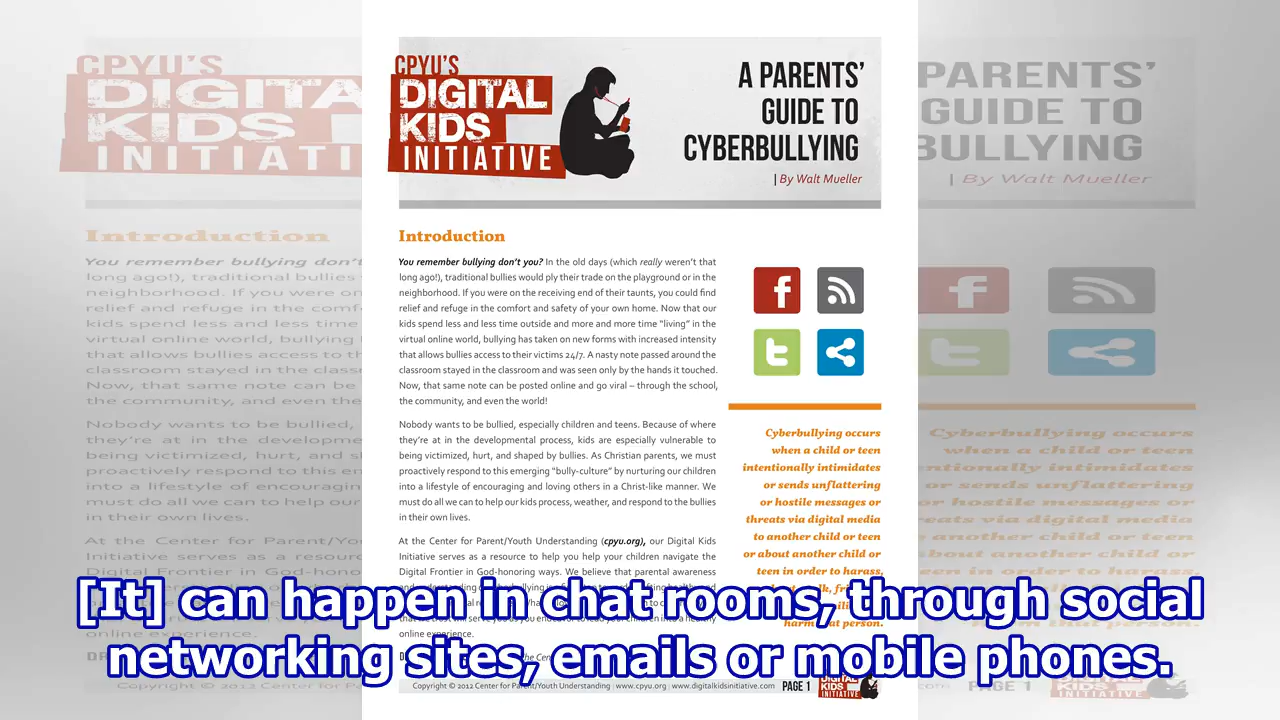 CPYU'S
DIGITAL
KIDS
INITIATIVE
A PARENTS'
GUIDE TO
CYBERBULLYING
| By Walt Mueller
Introduction
You remember bullying don't you? In the old days (which really weren't that
long ago!), traditional bullies would ply their trade on the playground or in the
neighborhood. If you were on the receiving end of their taunts, you could find
relief and refuge in the comfort and safety of your own home. Now that our
kids spend less and less time outside and more and more time "living" in the
virtual online world, bullying has taken on new forms with increased intensity
that allows bullies access to their victims 24/7. A nasty note passed around the
classroom stayed in the classroom and was seen only by the hands it touched.
Now, that same note can be posted online and go viral – through the school,
the community, and even the world!
Nobody wants to be bullied, especially children and teens. Because of where
they're at in the developmental process, kids are especially vulnerable to
being victimized, hurt, and shaped by bullies. As Christian parents, we must
proactively respond to this emerging "bully-culture" by nurturing our children
into a lifestyle of encouraging and loving others in a Christ-like manner. We
must do all we can to help our kids process, weather, and respond to the bullies
in their own lives.
At the Center for Parent/Youth Understanding (cpyu.org), our Digital Kids
Initiative serves as a resource to help you help your children navigate the
Digital Frontier in God-honoring ways. We believe that parental awareness
online experience.
Cyberbullying occurs
when a child or teen
intentionally intimidates
or sends unflattering
or hostile messages or
threats via digital media
to another child or teen
or about another child or
teen in order to harass,
[It] can happen in chat rooms, through social
networking sites, emails or mobile phones.
Copyright © 2012 Center for Parent/Youth Understanding | www.cpyu.org | www.digitalkidsinitiative.com
PAGE 1
DIGITAL
KIDS
INITIATIVE